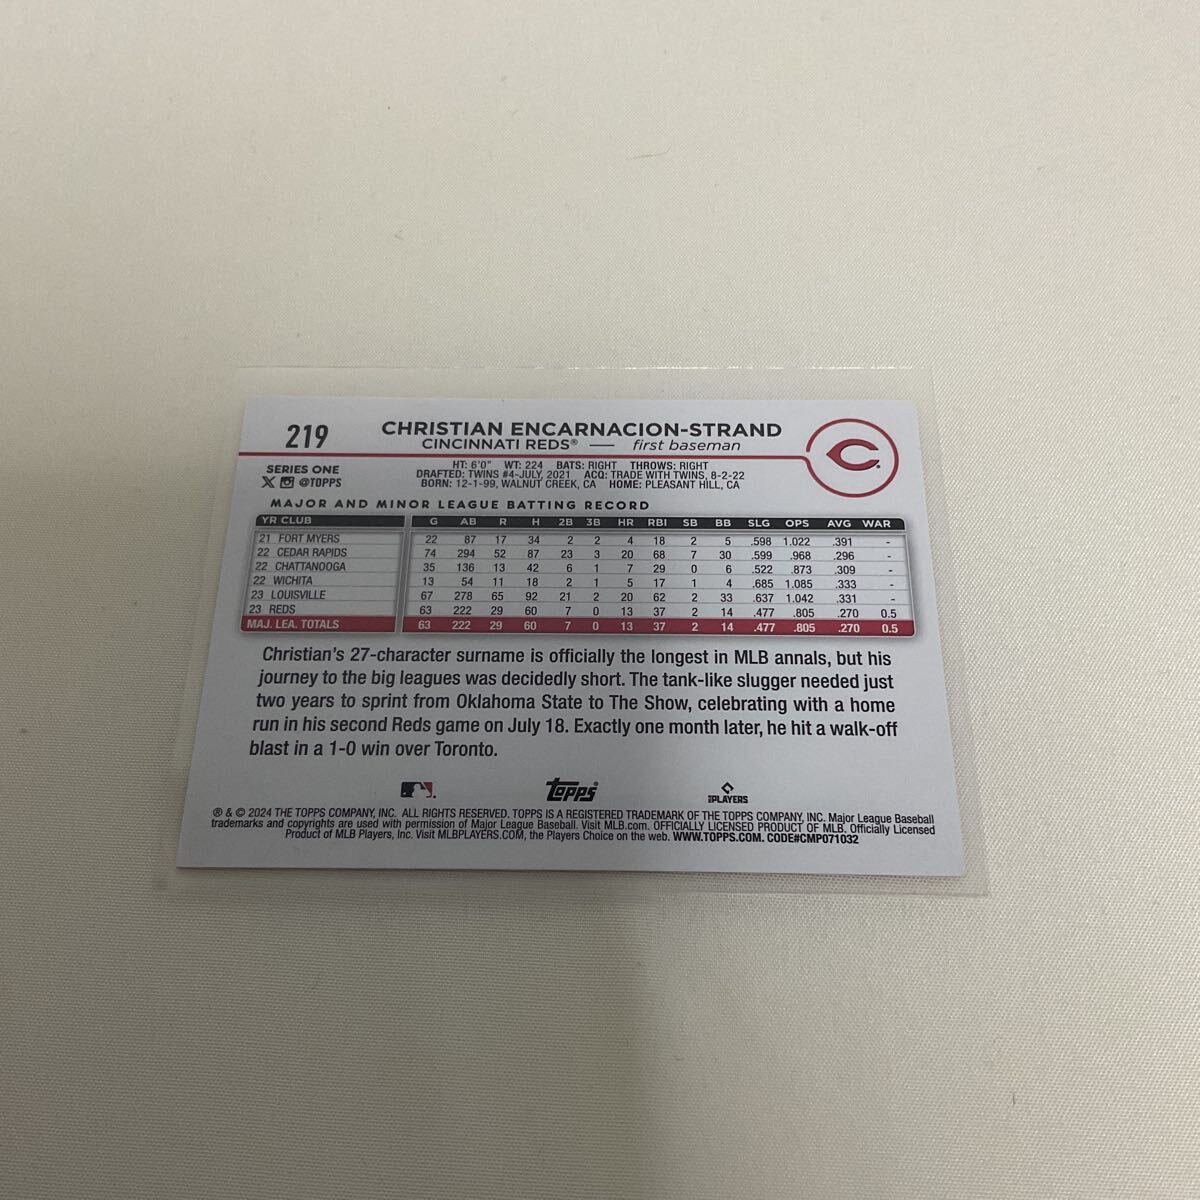 219
CHRISTIAN ENCARNACION-STRAND
CINCINNATI REDS® — first baseman
C
SERIES ONE
@TOPPS
HT: 6'0" WT: 224 BATS: RIGHT THROWS: RIGHT
DRAFTED: TWINS #4-JULY, 2021 ACQ: TRADE WITH TWINS, 8-2-22
BORN: 12-1-99, WALNUT CREEK, CA HOME: PLEASANT HILL, CA
MAJOR AND MINOR LEAGUE BATTING RECORD
YR CLUB G AB R H 2B 3B HR RBI SB BB SLG OPS AVG WAR
21 FORT MYERS 22 87 17 34 2 2 4 18 2 5 .598 1.022 .391 -
22 CEDAR RAPIDS 74 294 52 87 23 3 20 68 7 30 .599 .968 .296 -
22 CHATTANOOGA 35 136 13 42 6 1 7 29 0 6 .522 .873 .309 -
22 WICHITA 13 54 11 18 2 1 5 17 1 4 .685 1.085 .333 -
23 LOUISVILLE 67 278 65 92 21 2 20 62 2 33 .637 1.042 .331 -
23 REDS 63 222 29 60 7 0 13 37 2 14 .477 .805 .270 0.5
MAJ. LEA. TOTALS 63 222 29 60 7 0 13 37 2 14 .477 .805 .270 0.5
Christian's 27-character surname is officially the longest in MLB annals, but his
journey to the big leagues was decidedly short. The tank-like slugger needed just
two years to sprint from Oklahoma State to The Show, celebrating with a home
run in his second Reds game on July 18. Exactly one month later, he hit a walk-off
blast in a 1-0 win over Toronto.
topps
MLB PLAYERS
® & © 2024 THE TOPPS COMPANY, INC. ALL RIGHTS RESERVED. TOPPS IS A REGISTERED TRADEMARK OF THE TOPPS COMPANY, INC. Major League Baseball
trademarks and copyrights are used with permission of Major League Baseball. Visit MLB.com. OFFICIALLY LICENSED PRODUCT OF MLB. Officially Licensed
Product of MLB Players, Inc. Visit MLBPLAYERS.COM, the Players Choice on the web. WWW.TOPPS.COM. CODE#CMP071032